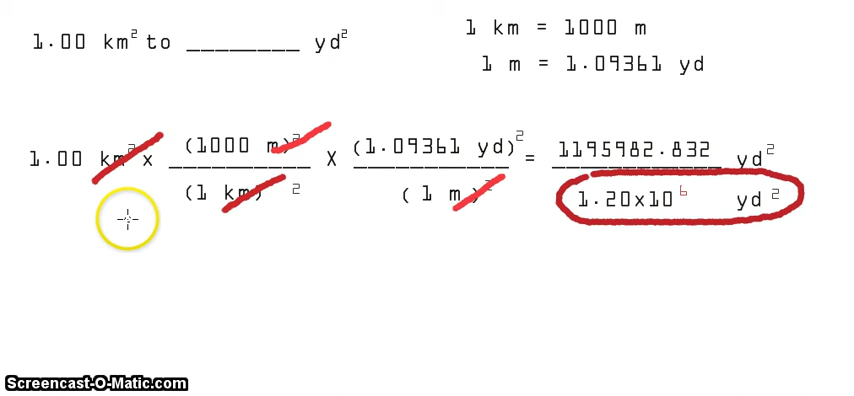 1.00 km² to ________ yd²
1 km = 1000 m
1 m = 1.09361 yd
1.00 km² x (1000 m)² / (1 km)² X (1.09361 yd)² / (1 m)² = 1195982.832 yd²
1.20x10⁶ yd²
Screencast-O-Matic.com